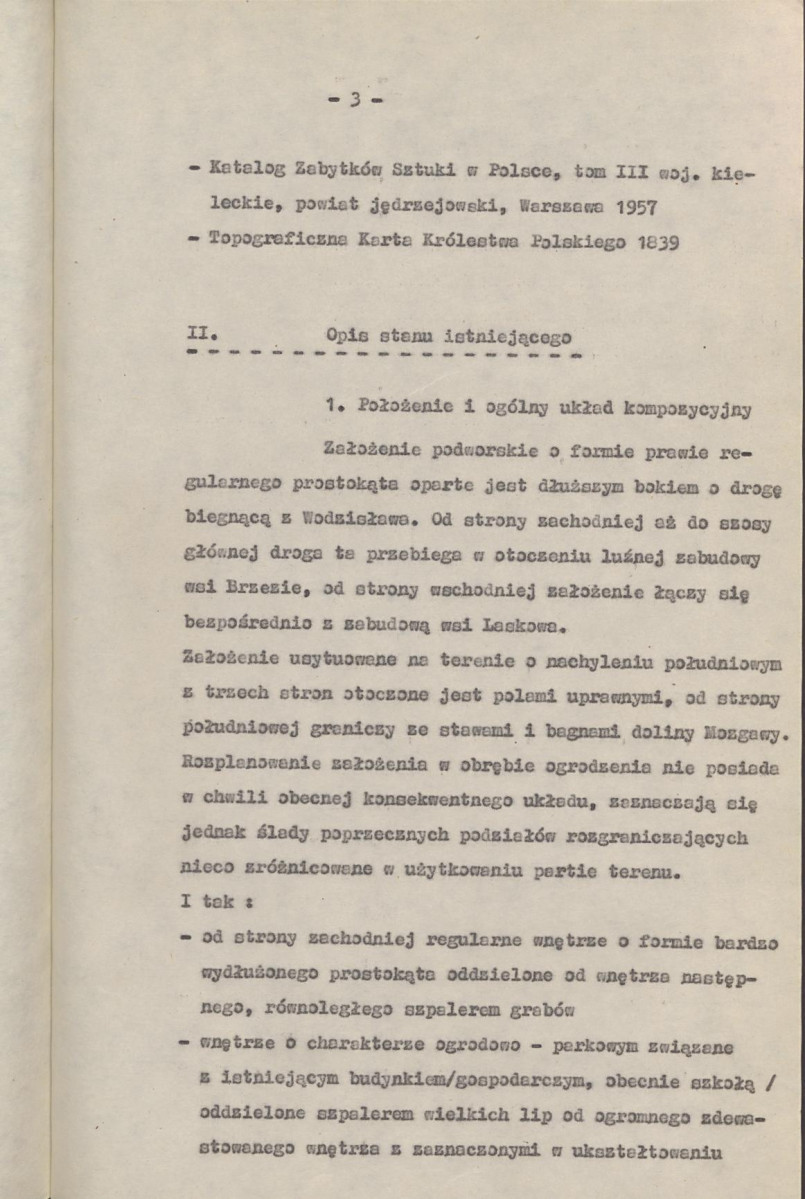 - 3 -
- Katalog Zabytków Sztuki w Polsce, tom III woj. kie-
leckie, powiat jędrzejowski, Warszawa 1957
- Topograficzna Karta Królestwa Polskiego 1839
II. Opis stanu istniejącego
1. Położenie i ogólny układ kompozycyjny
Założenie podworskie o formie prawie re-
gularnego prostokąta oparte jest dłuższym bokiem o drogę
biegnącą z Wodzisława. Od strony zachodniej aż do szosy
głównej droga ta przebiega w otoczeniu luźnej zabudowy
wsi Brzezie, od strony wschodniej założenie łączy się
bezpośrednio z zabudową wsi Laskowa.
Założenie usytuowane na terenie o nachyleniu południowym
z trzech stron otoczone jest polami uprawnymi, od strony
południowej graniczy ze stawami i bagnami doliny Mozgawy.
Rozplanowanie założenia w obrębie ogrodzenia nie posiada
w chwili obecnej konsekwentnego układu, zaznaczają się
jednak ślady poprzecznych podziałów rozgraniczających
nieco zróżnicowane w użytkowaniu partie terenu.
I tak :
- od strony zachodniej regularne wnętrze o formie bardzo
wydłużonego prostokąta oddzielone od wnętrza następ-
nego, równoległego szpalerem grabów
- wnętrze o charakterze ogrodowo - parkowym związane
z istniejącym budynkiem/gospodarczym, obecnie szkołą /
oddzielone szpalerem wielkich lip od ogromnego zdewa-
stowanego wnętrza z zaznaczonymi w ukształtowaniu